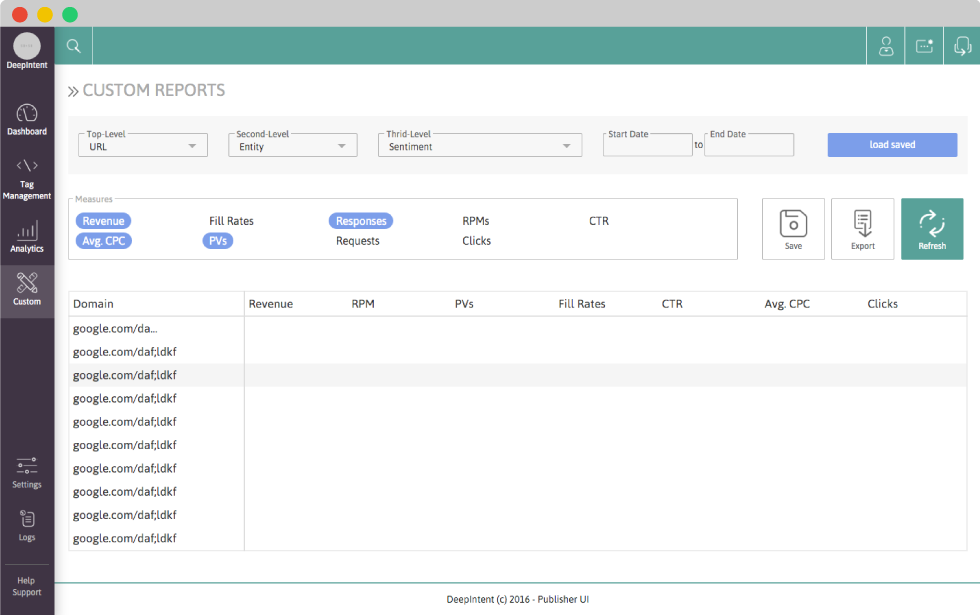 DeepIntent
Dashboard
Tag
Management
Analytics
Custom
Settings
Logs
Help
Support
>> CUSTOM REPORTS
Top-Level
URL
Second-Level
Entity
Thrid-Level
Sentiment
Start Date
to
End Date
load saved
Measures
Revenue Fill Rates Responses RPMs CTR
Avg. CPC PVs Requests Clicks
Save
Export
Refresh
Domain Revenue RPM PVs Fill Rates CTR Avg. CPC Clicks
google.com/da...
google.com/daf;ldkf
google.com/daf;ldkf
google.com/daf;ldkf
google.com/daf;ldkf
google.com/daf;ldkf
google.com/daf;ldkf
google.com/daf;ldkf
google.com/daf;ldkf
google.com/daf;ldkf
DeepIntent (c) 2016 - Publisher UI